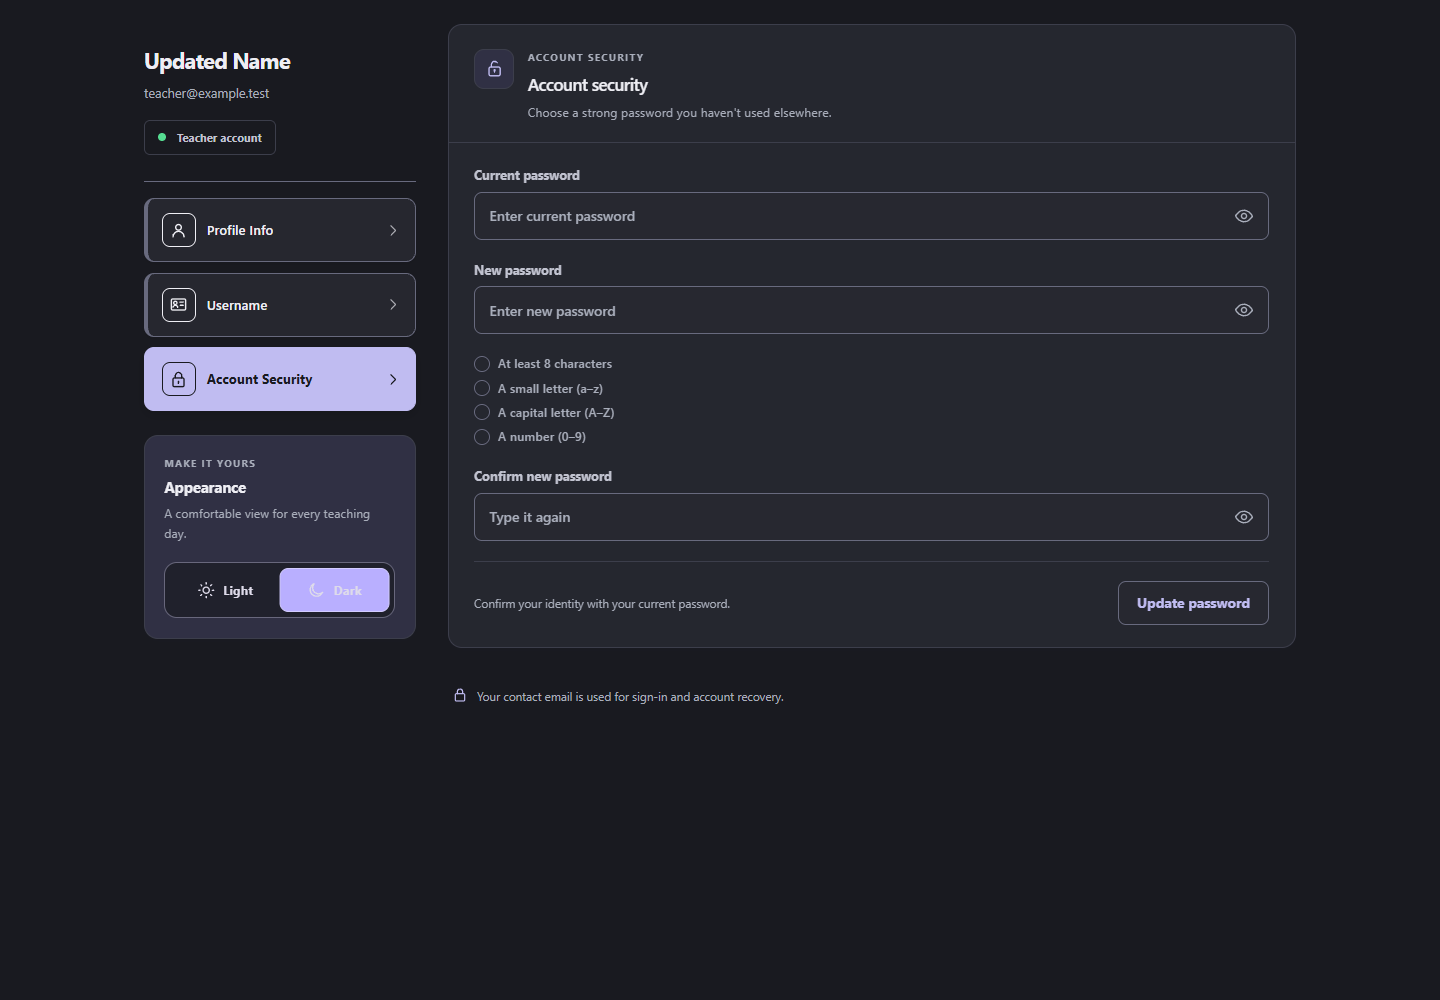 Updated Name
teacher@example.test
Teacher account
Profile Info
Username
Account Security
MAKE IT YOURS
Appearance
A comfortable view for every teaching
day.
Light
Dark
ACCOUNT SECURITY
Account security
Choose a strong password you haven't used elsewhere.
Current password
Enter current password
New password
Enter new password
At least 8 characters
A small letter (a–z)
A capital letter (A–Z)
A number (0–9)
Confirm new password
Type it again
Confirm your identity with your current password.
Update password
Your contact email is used for sign-in and account recovery.